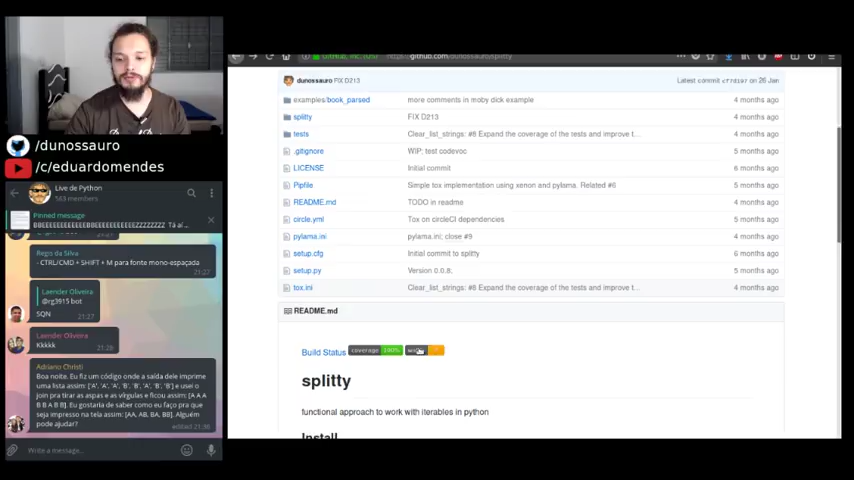 /dunossauro
/c/eduardomendes
Live de Python
563 members
Pinned message
Regis da Silva
- CTRL/CMD + SHIFT + M para fonte mono-espaçada
21:27
Laender Oliveira
@rg3915 bot
SQN
21:27
Laender Oliveira
Kkkkk
21:28
Adriano Christi
Boa noite. Eu fiz um código onde a saída dele imprime
uma lista assim: ['A', 'A', 'A', 'B', 'B', 'A', 'B', 'B'] e usei o
join pra tirar as aspas e as vírgulas e ficou assim: [A A A
B B A B B]. Eu gostaria de saber como eu faço pra que
seja impresso na tela assim: [AA, AB, BA, BB]. Alguém
pode ajudar?
edited 21:36
Write a message...
dunossauro FIX D213
Latest commit
on 26 Jan
examples/book_parsed more comments in moby dick example 4 months ago
splitty FIX D213 4 months ago
tests Clear_list_strings: #8 Expand the coverage of the tests and improve t... 4 months ago
.gitignore WIP: test codevoc 5 months ago
LICENSE Initial commit 6 months ago
Pipfile Simple tox implementation using xenon and pylama. Related #6 5 months ago
README.md TODO in readme 4 months ago
circle.yml Tox on circleCI dependencies 5 months ago
pylama.ini pylama.ini; close #9 4 months ago
setup.cfg Initial commit to splitty 6 months ago
setup.py Version 0.0.8. 5 months ago
tox.ini Clear_list_strings: #8 Expand the coverage of the tests and improve t... 4 months ago
README.md
Build Status coverage 100%
splitty
functional approach to work with iterables in python
Install